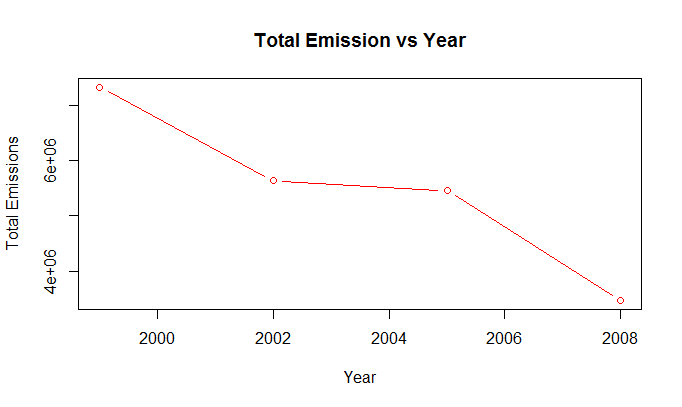 Total Emission vs Year
Total Emissions
6e+06
4e+06
2000 2002 2004 2006 2008
Year